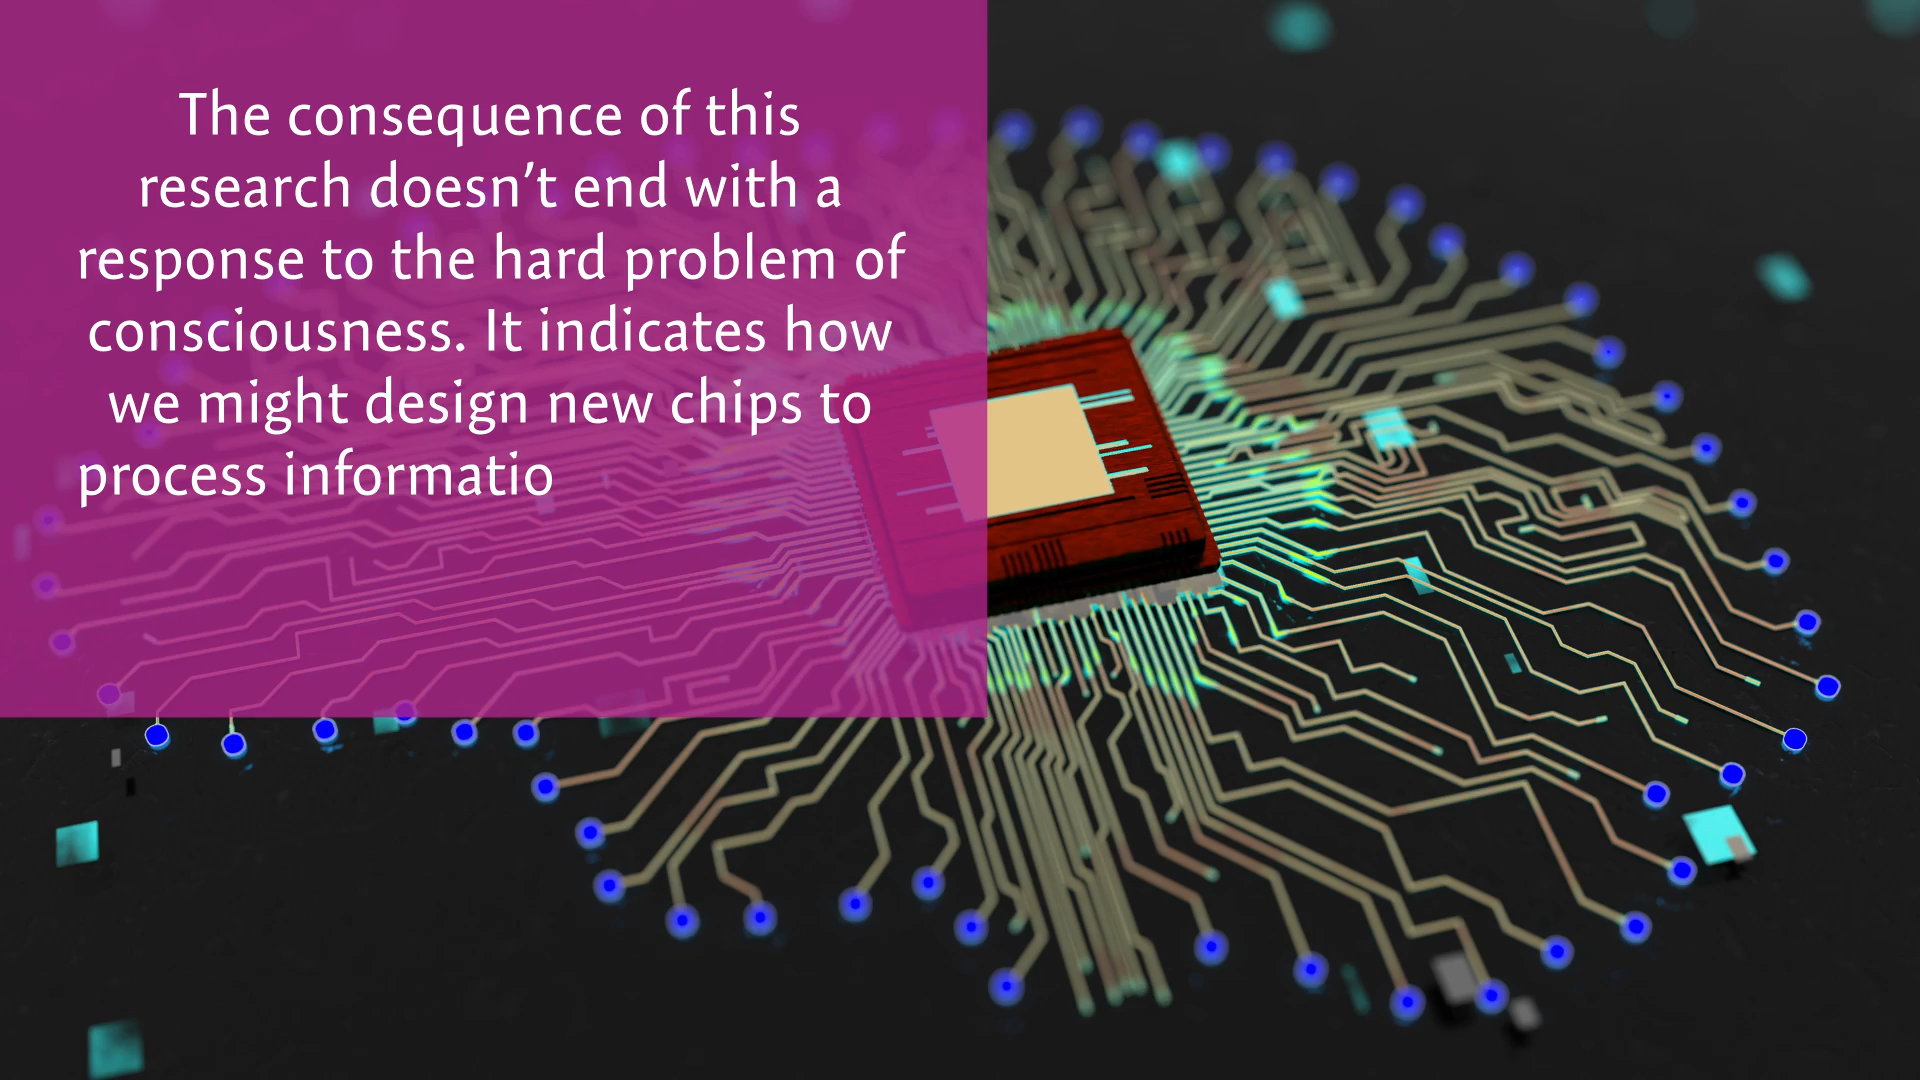 The consequence of this
research doesn’t end with a
response to the hard problem of
consciousness. It indicates how
we might design new chips to
process informatio